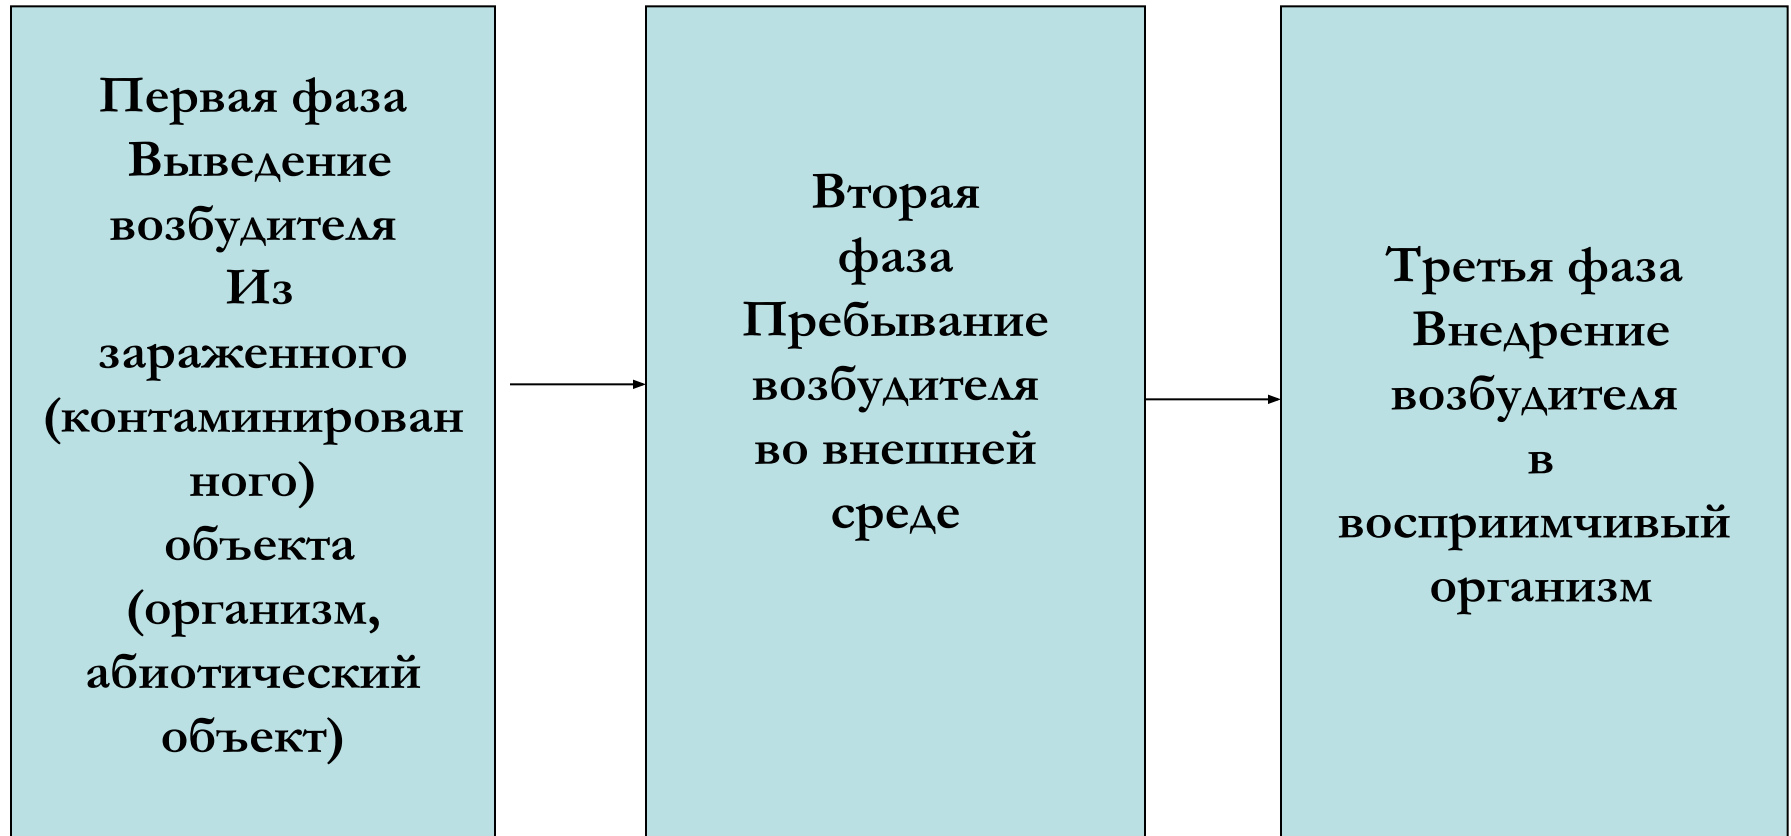 Первая фаза
Выведение
возбудителя
Из
зараженного
(контаминирован
ного)
объекта
(организм,
абиотический
объект)
Вторая
фаза
Пребывание
возбудителя
во внешней
среде
Третья фаза
Внедрение
возбудителя
в
восприимчивый
организм